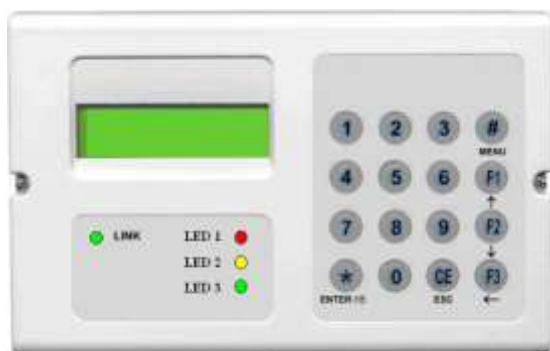 1 2 3 #
MENU
4 5 6 F1
↑
7 8 9 F2
↓
* 0 CE F3
ENTER ESC ←
LINK LED 1
LED 2
LED 3